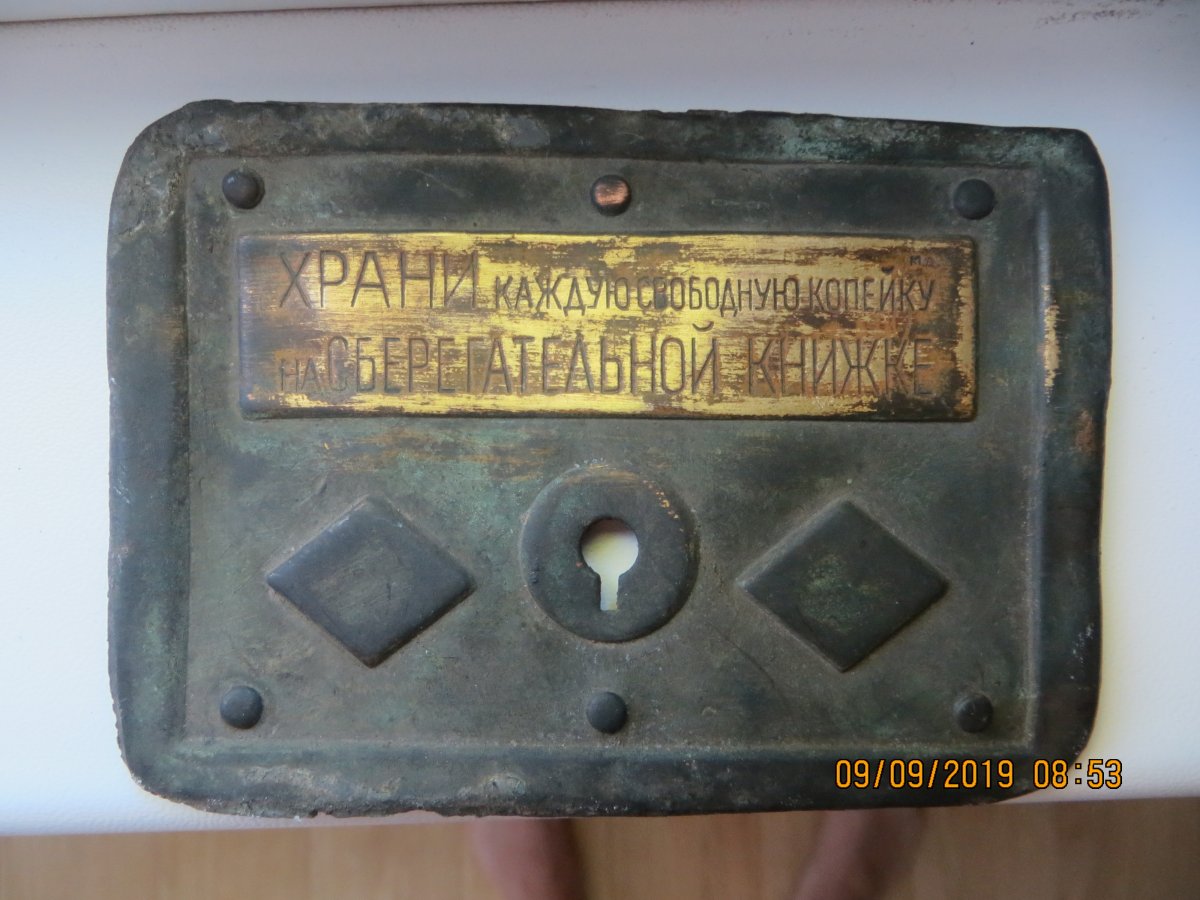 ХРАНИ КАЖДУЮ СВОБОДНУЮ КОПЕЙКУ
НА СБЕРЕГАТЕЛЬНОЙ КНИЖКЕ
09/09/2019 08:53